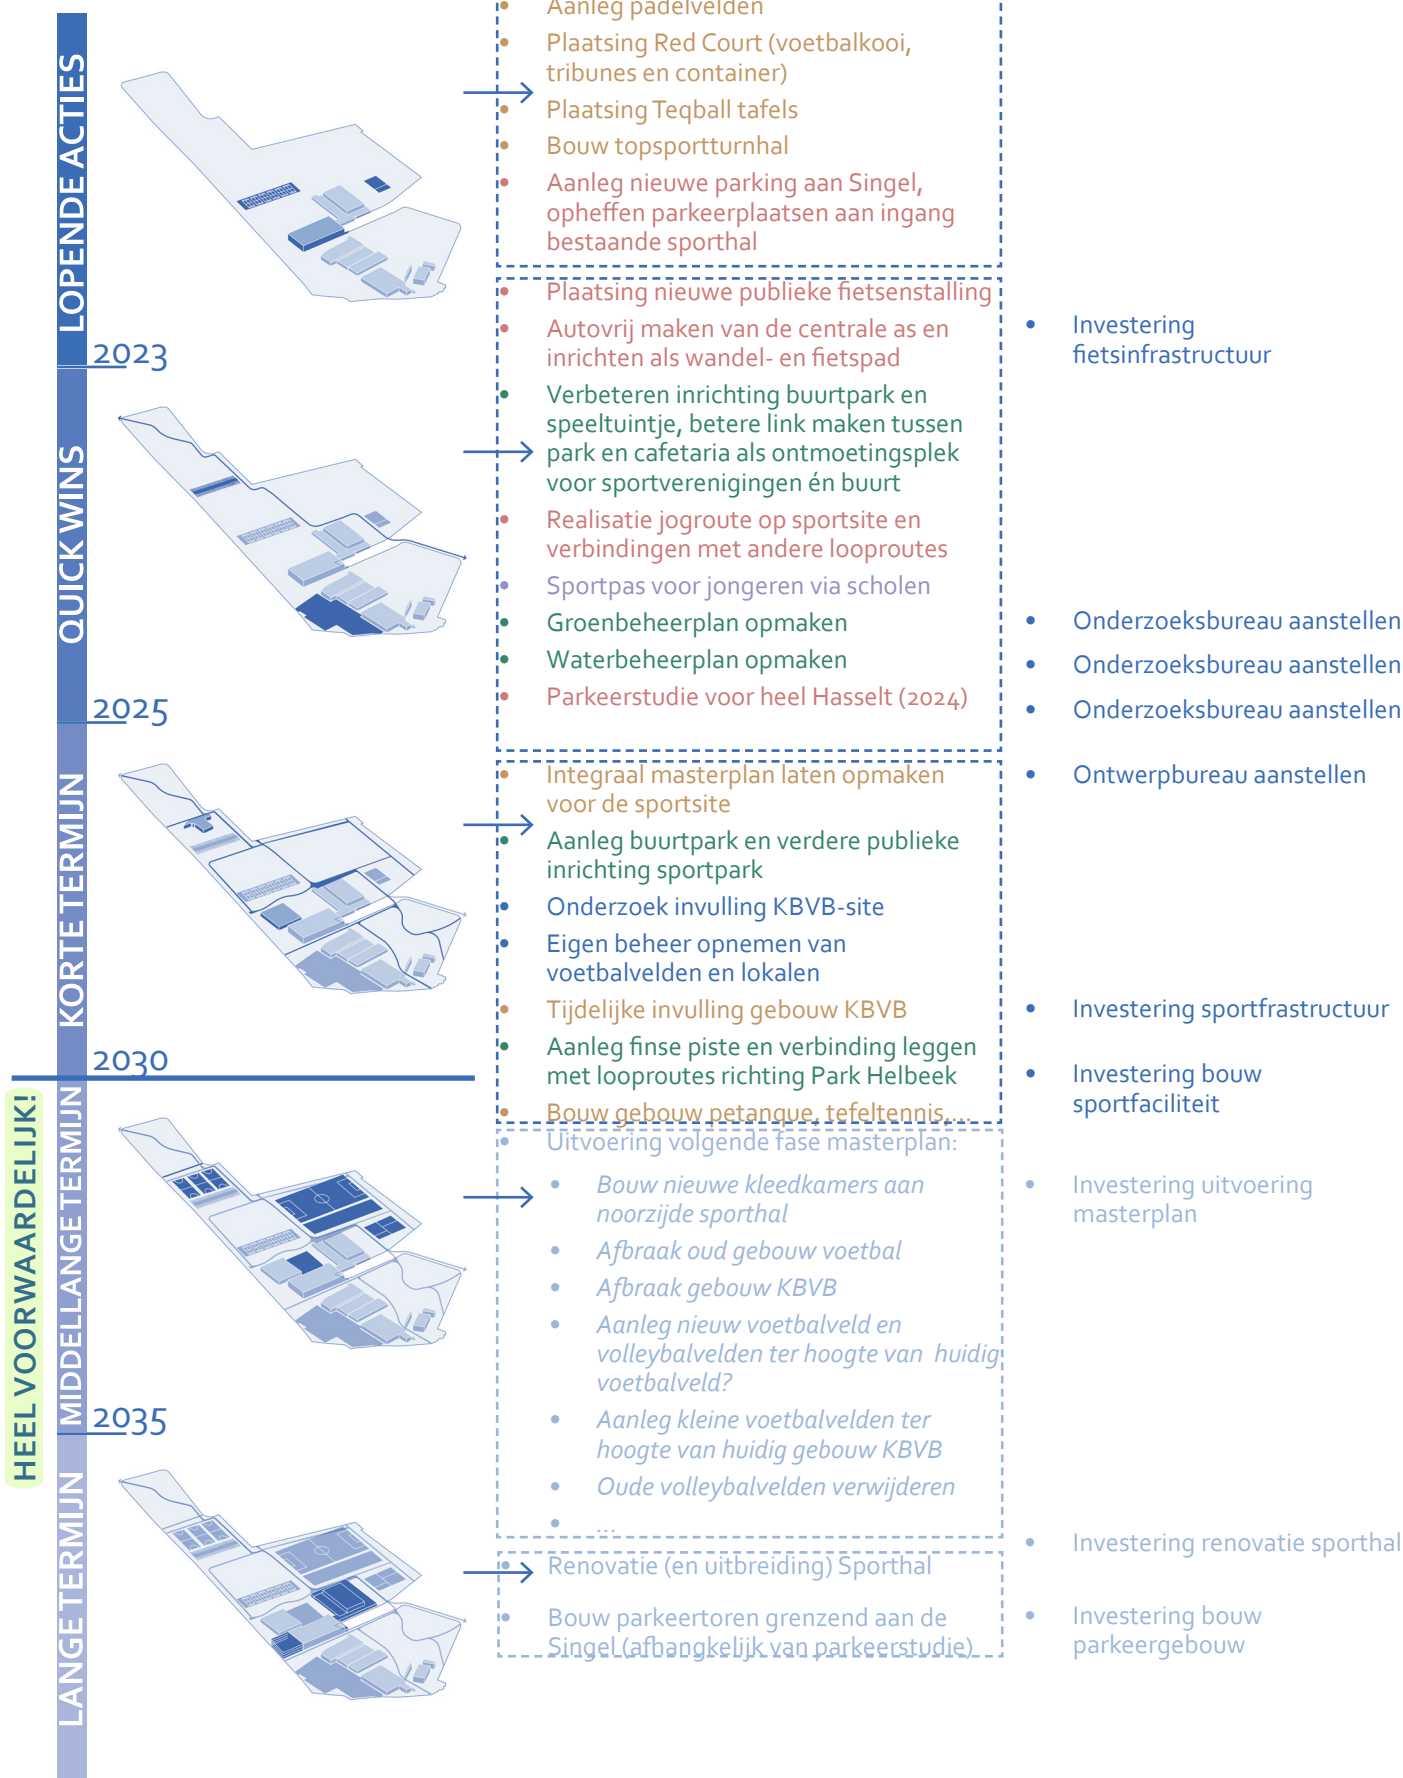 LOPENDE ACTIES
Aanleg padelvelden
Plaatsing Red Court (voetbalkooi,
tribunes en container)
Plaatsing Teqball tafels
Bouw topsportturnhal
Aanleg nieuwe parking aan Singel,
opheffen parkeerplaatsen aan ingang
bestaande sporthal
2023
QUICK WINS
Plaatsing nieuwe publieke fietsenstalling
Autovrij maken van de centrale as en
inrichten als wandel- en fietspad
Verbeteren inrichting buurtpark en
speeltuintje, betere link maken tussen
park en cafetaria als ontmoetingsplek
voor sportverenigingen én buurt
Realisatie jogroute op sportsite en
verbindingen met andere looproutes
Sportpas voor jongeren via scholen
Groenbeheerplan opmaken
Waterbeheerplan opmaken
Parkeerstudie voor heel Hasselt (2024)
Investering
fietsinfrastructuur
Onderzoeksbureau aanstellen
Onderzoeksbureau aanstellen
Onderzoeksbureau aanstellen
2025
KORTE TERMIJN
Integraal masterplan laten opmaken
voor de sportsite
Aanleg buurtpark en verdere publieke
inrichting sportpark
Onderzoek invulling KBVB-site
Eigen beheer opnemen van
voetbalvelden en lokalen
Tijdelijke invulling gebouw KBVB
Aanleg finse piste en verbinding leggen
met looproutes richting Park Helbeek
Bouw gebouw petanque, tefeltennis,...
Ontwerpbureau aanstellen
Investering sportfrastructuur
Investering bouw
sportfaciliteit
2030
HEEL VOORWAARDELIJK!
MIDDELLANGE TERMIJN
Uitvoering volgende fase masterplan:
Bouw nieuwe kleedkamers aan
noorzijde sporthal
Afbraak oud gebouw voetbal
Afbraak gebouw KBVB
Aanleg nieuw voetbalveld en
volleybalvelden ter hoogte van huidig
voetbalveld?
Aanleg kleine voetbalvelden ter
hoogte van huidig gebouw KBVB
Oude volleybalvelden verwijderen
...
Investering uitvoering
masterplan
2035
LANGE TERMIJN
Renovatie (en uitbreiding) Sporthal
Bouw parkeertoren grenzend aan de
Singel (afhangkelijk van parkeerstudie)
Investering renovatie sporthal
Investering bouw
parkeergebouw